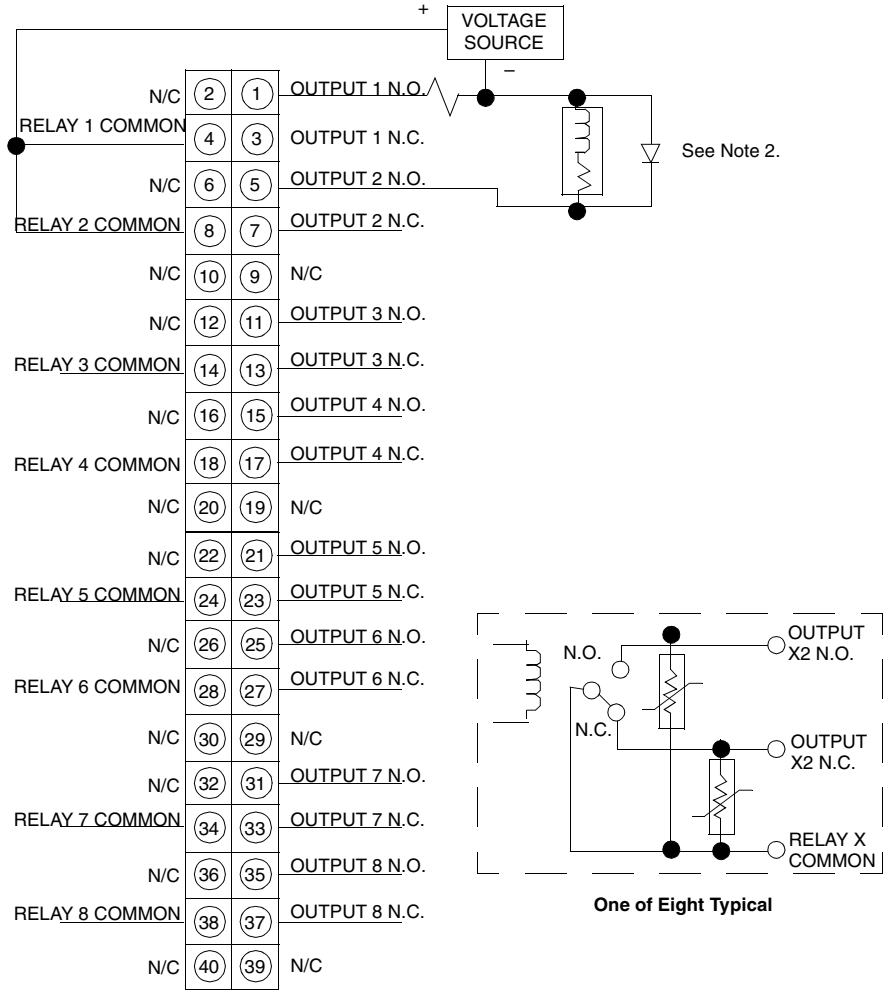 +
VOLTAGE
SOURCE
–
N/C 2 1 OUTPUT 1 N.O.
RELAY 1 COMMON 4 3 OUTPUT 1 N.C.
See Note 2.
N/C 6 5 OUTPUT 2 N.O.
RELAY 2 COMMON 8 7 OUTPUT 2 N.C.
N/C 10 9 N/C
N/C 12 11 OUTPUT 3 N.O.
RELAY 3 COMMON 14 13 OUTPUT 3 N.C.
N/C 16 15 OUTPUT 4 N.O.
RELAY 4 COMMON 18 17 OUTPUT 4 N.C.
N/C 20 19 N/C
N/C 22 21 OUTPUT 5 N.O.
RELAY 5 COMMON 24 23 OUTPUT 5 N.C.
N/C 26 25 OUTPUT 6 N.O.
RELAY 6 COMMON 28 27 OUTPUT 6 N.C.
N/C 30 29 N/C
N/C 32 31 OUTPUT 7 N.O.
RELAY 7 COMMON 34 33 OUTPUT 7 N.C.
N/C 36 35 OUTPUT 8 N.O.
RELAY 8 COMMON 38 37 OUTPUT 8 N.C.
N/C 40 39 N/C
N.O.
OUTPUT
X2 N.O.
N.C.
OUTPUT
X2 N.C.
RELAY X
COMMON
One of Eight Typical